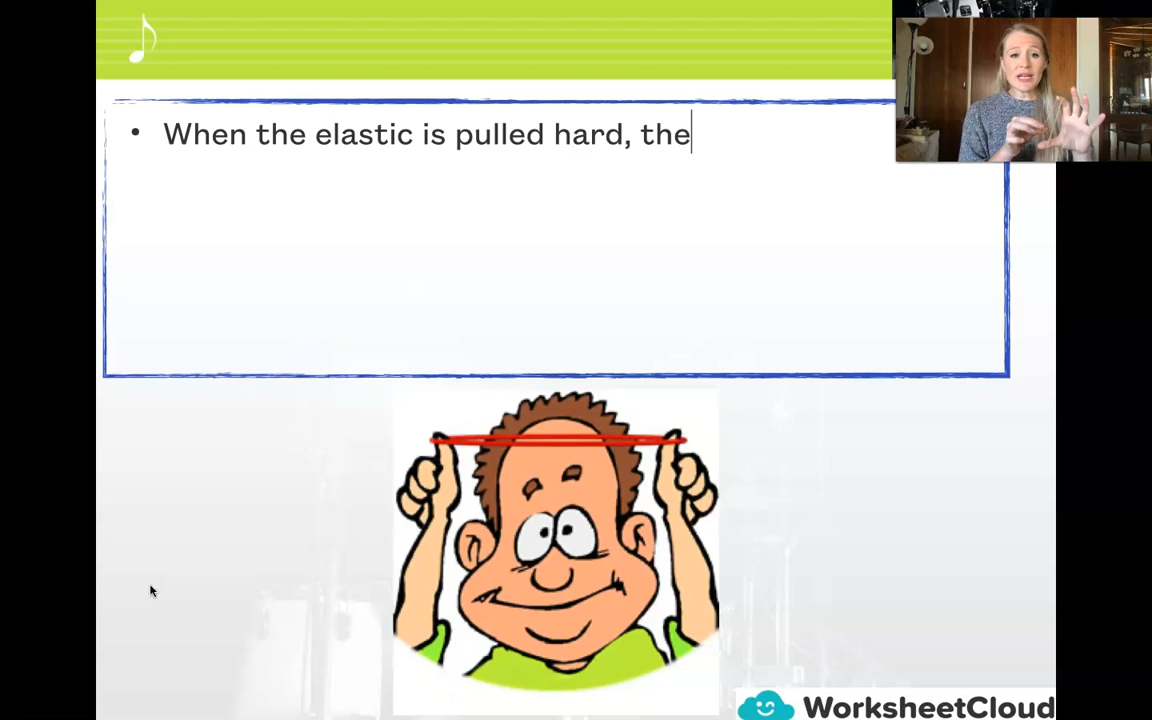 • When the elastic is pulled hard, the
WorksheetCloud